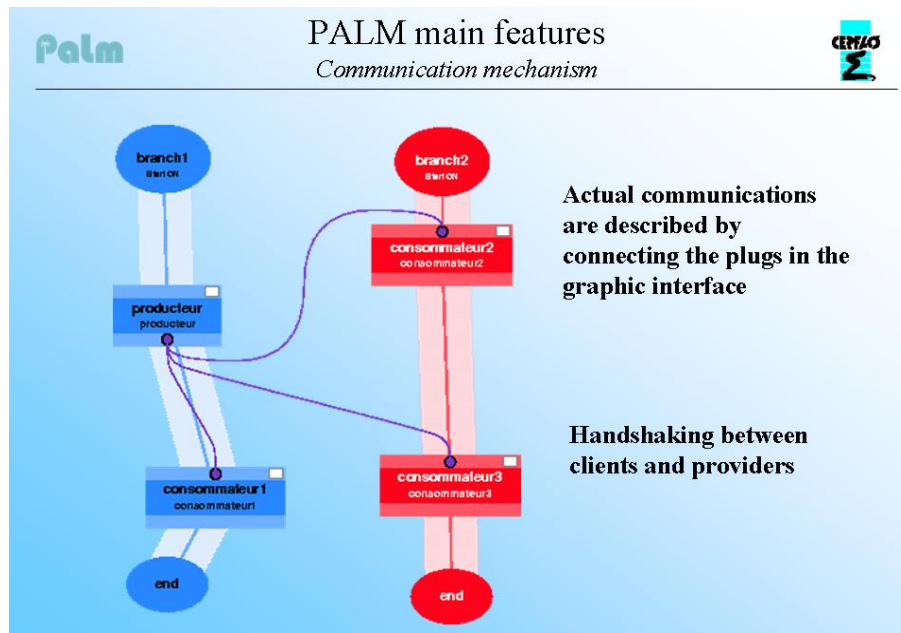 Palm
PALM main features
Communication mechanism
CERFACS
branch1
Start ON
branch2
Start ON
consommateur2
consommateur2
producteur
producteur
Actual communications
are described by
connecting the plugs in the
graphic interface
consommateur1
consommateur1
consommateur3
consommateur3
Handshaking between
clients and providers
end
end